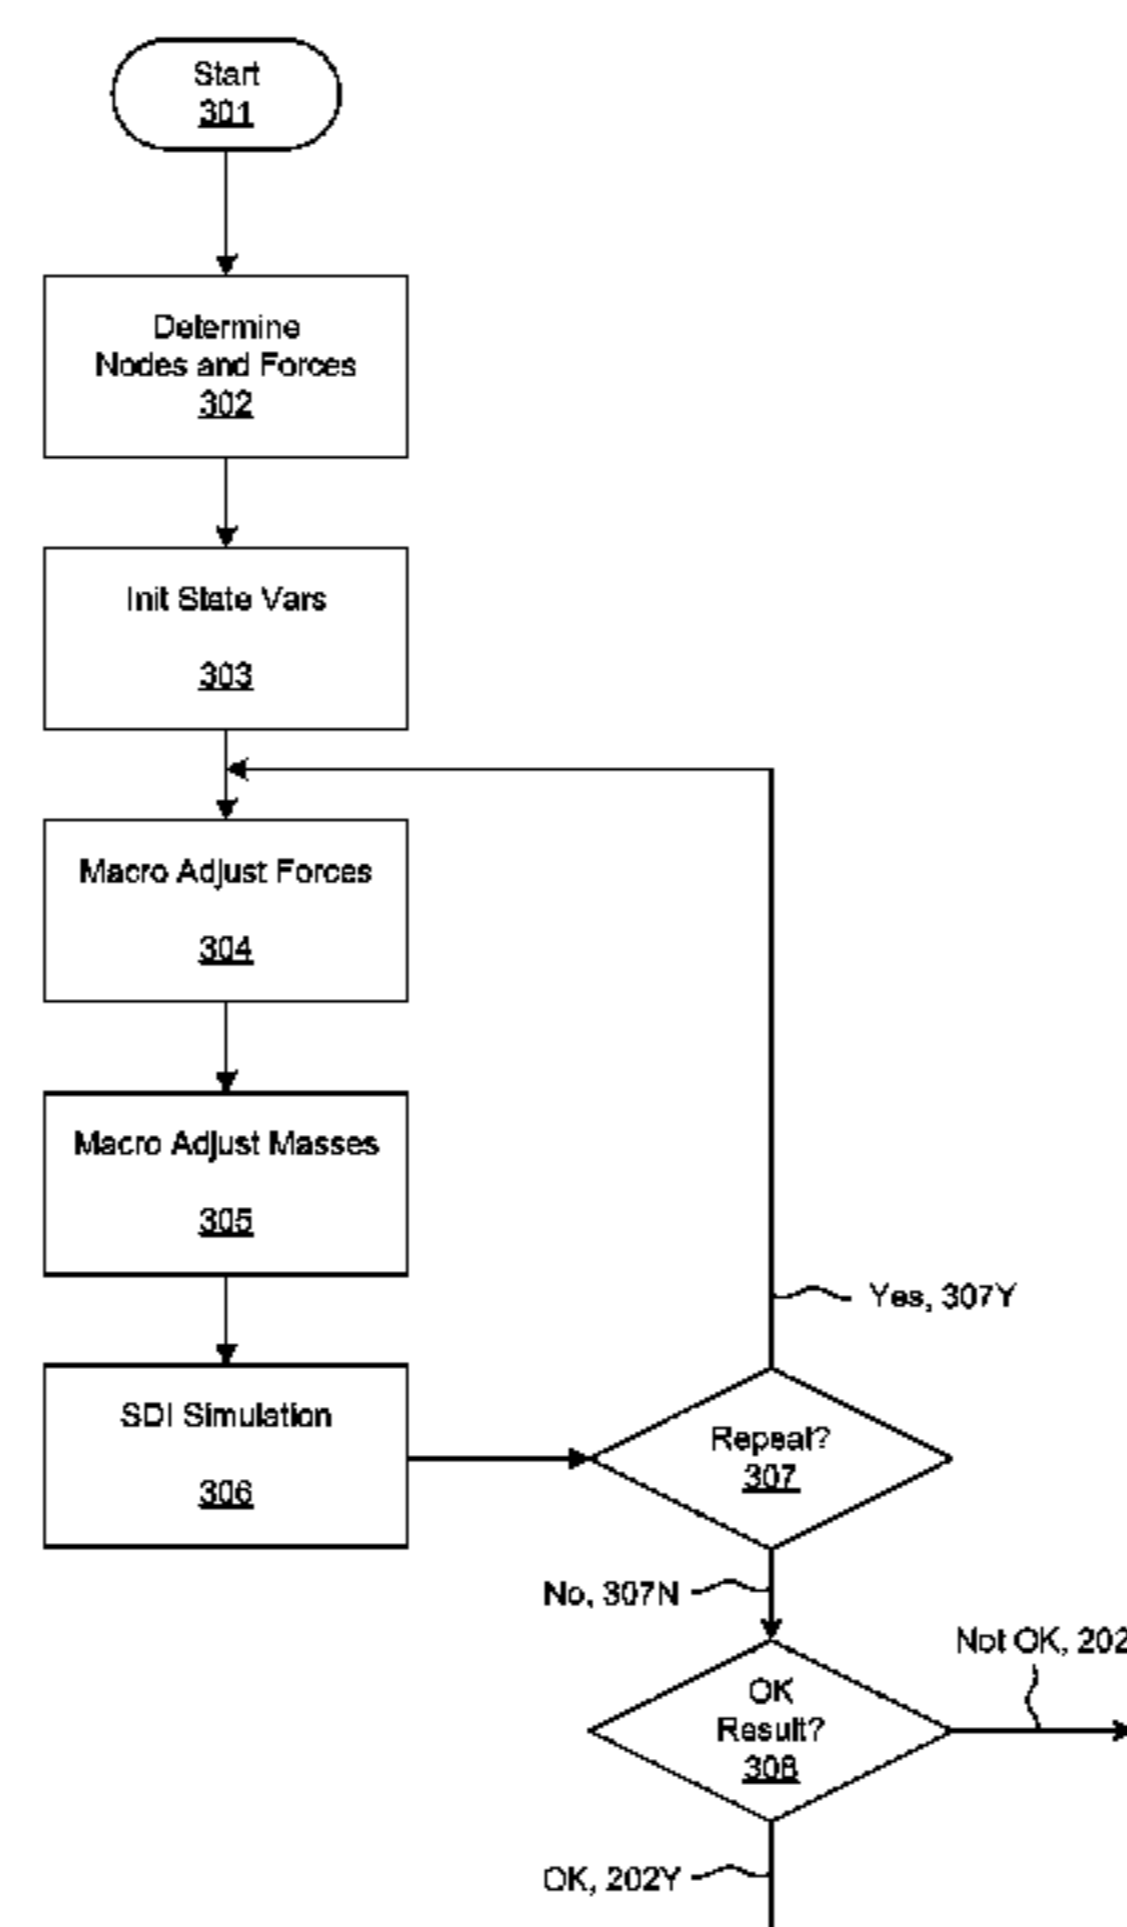 Start
301
Determine
Nodes and Forces
302
Init State Vars
303
Macro Adjust Forces
304
Macro Adjust Masses
305
Yes, 307Y
SDI Simulation
306
Repeat?
307
No, 307N
Not OK, 202
OK
Result?
308
OK, 202Y